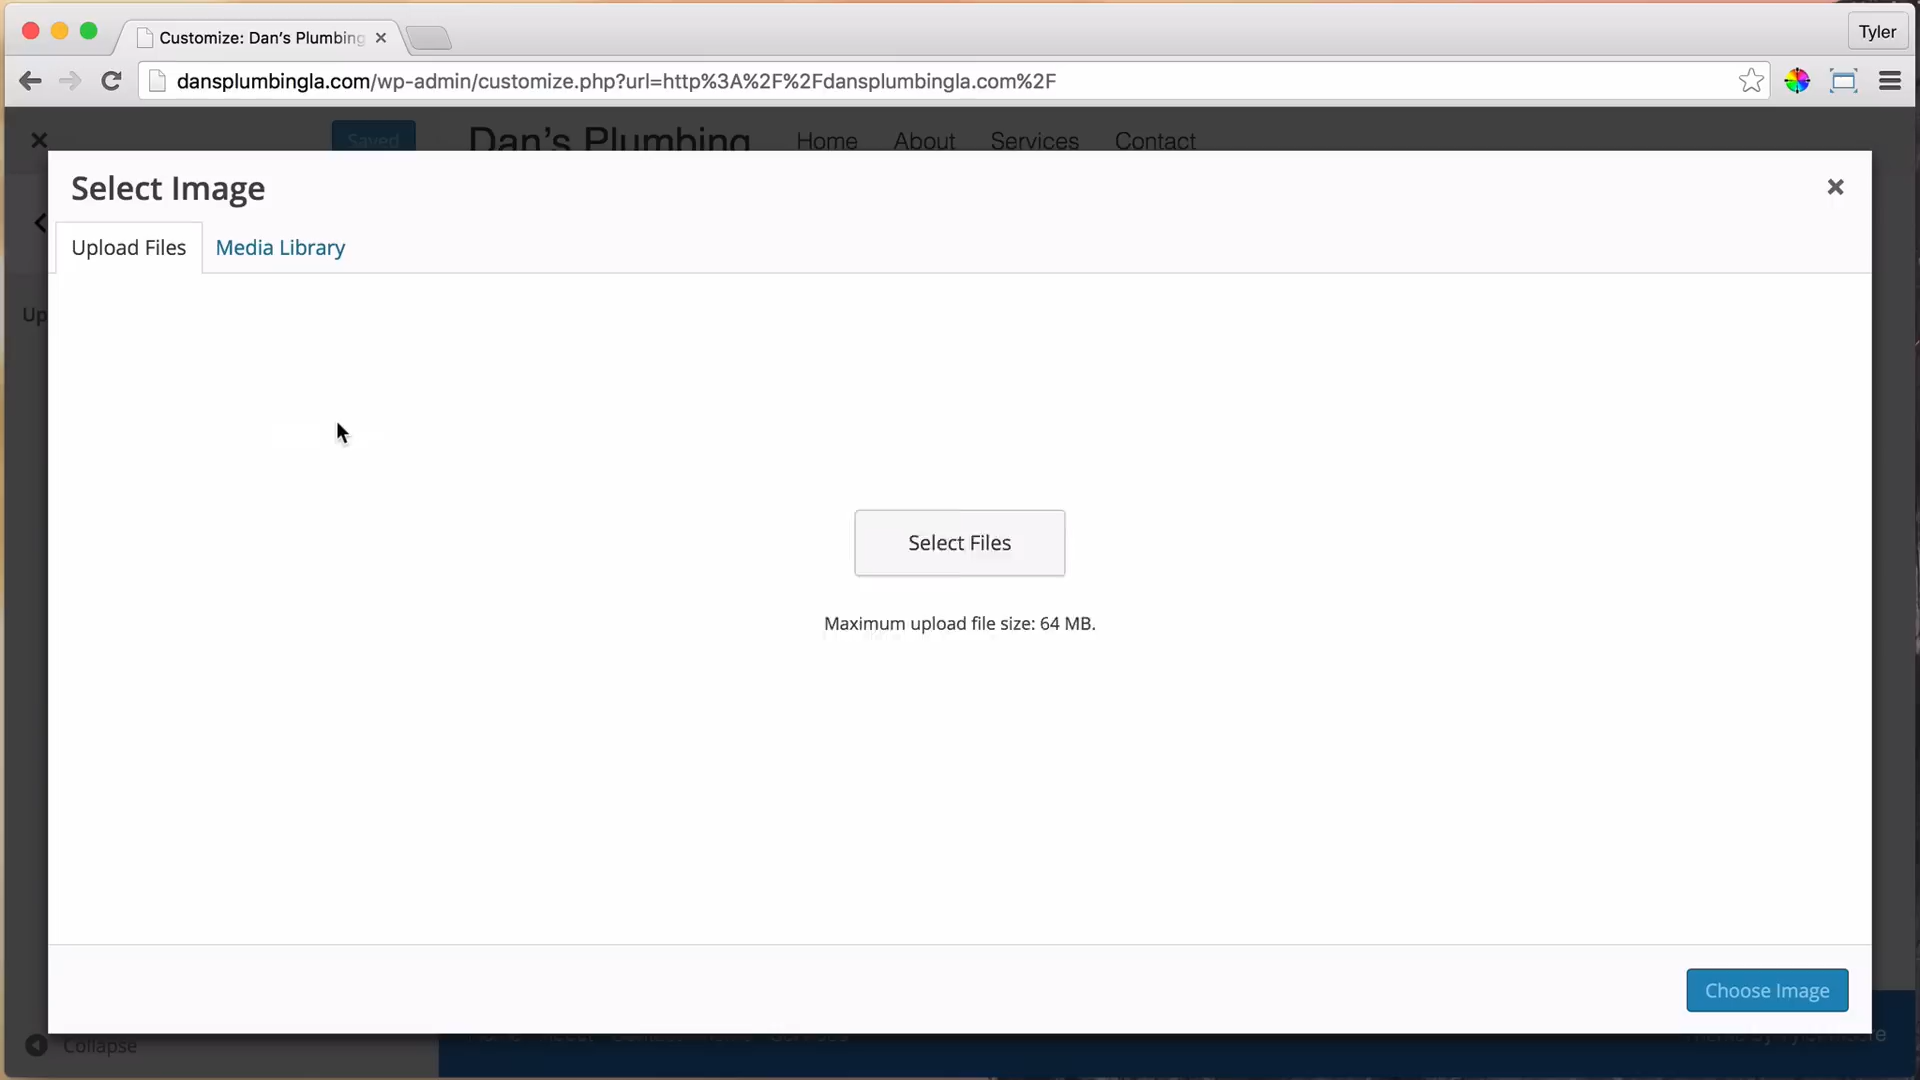 Customize: Dan's Plumbing
Tyler
dansplumbingla.com/wp-admin/customize.php?url=http%3A%2F%2Fdansplumbingla.com%2F
Saved
Dan's Plumbing Home About Services Contact
Select Image
Upload Files Media Library
Up
Select Files
Maximum upload file size: 64 MB.
Choose Image
Collapse